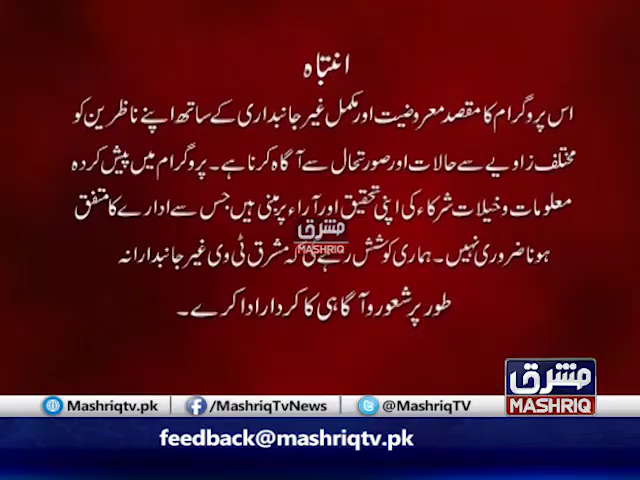 انتباہ
اس پروگرام کا مقصد معروضیت اور مکمل غیر جانبداری کے ساتھ اپنے ناظرین کو
مختلف زاویے سے حالات اور صورتحال سے آگاہ کرنا ہے۔ پروگرام میں پیش کردہ
معلومات و خیلات شرکاء کی اپنی تحقیق اور آراء پر مبنی ہیں جس سے ادارے کا متفق
ہونا ضروری نہیں۔ ہماری کوشش رہے گی کہ مشرق ٹی وی غیر جانبدارانہ
طور پر شعور و آگاہی کا کردار ادا کرے۔
مشرق
MASHRIQ
مشرق
MASHRIQ
Mashriqtv.pk
/MashriqTvNews
@MashriqTV
feedback@mashriqtv.pk